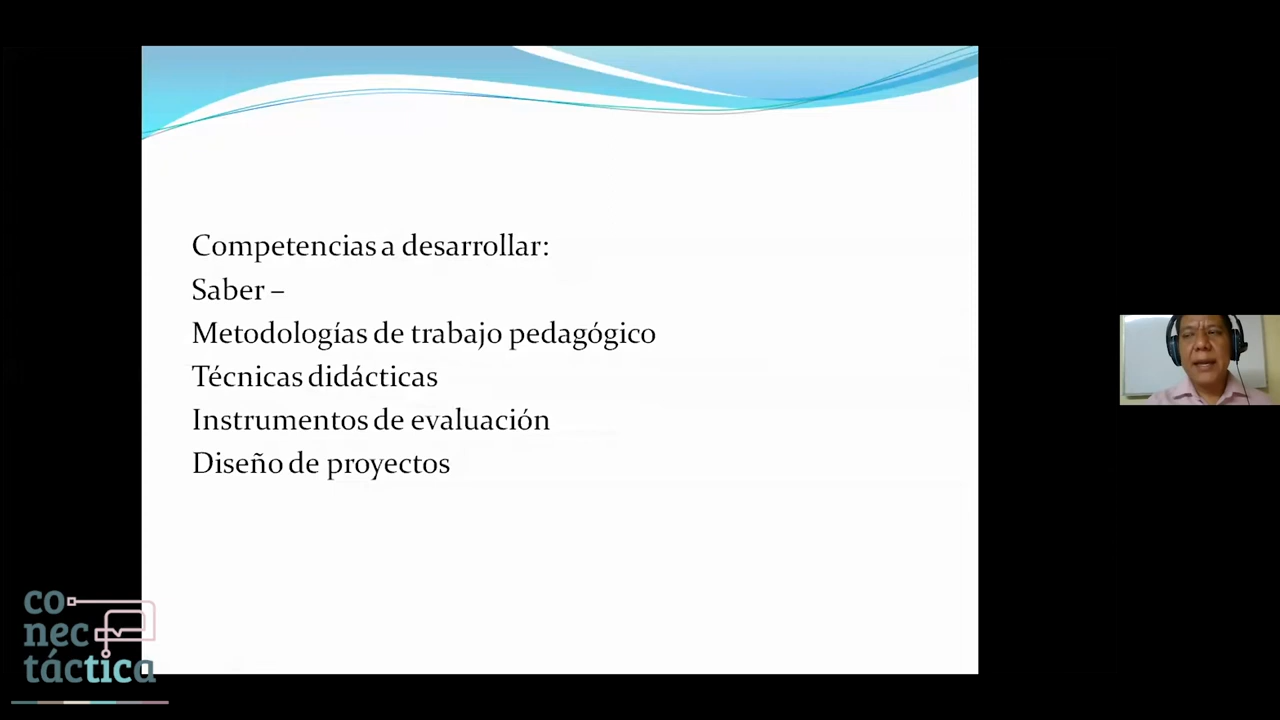 Competencias a desarrollar:
Saber –
Metodologías de trabajo pedagógico
Técnicas didácticas
Instrumentos de evaluación
Diseño de proyectos
co
nec
táctica